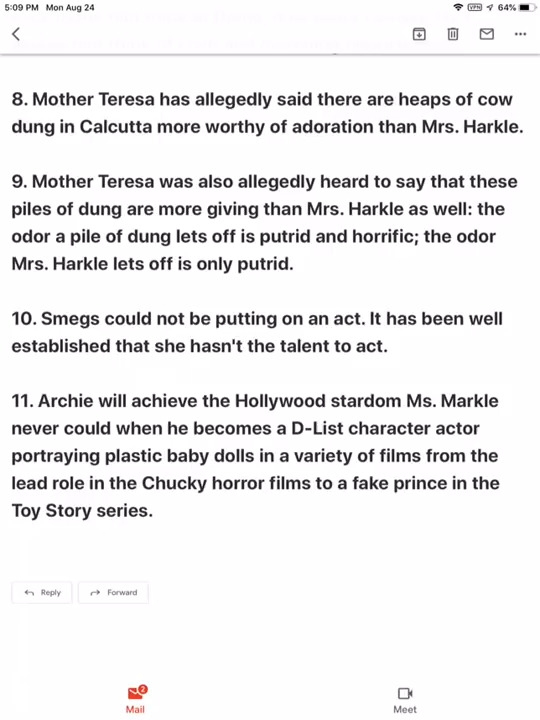 5:09 PM Mon Aug 24
VPN 64%
8. Mother Teresa has allegedly said there are heaps of cow
dung in Calcutta more worthy of adoration than Mrs. Harkle.
9. Mother Teresa was also allegedly heard to say that these
piles of dung are more giving than Mrs. Harkle as well: the
odor a pile of dung lets off is putrid and horrific; the odor
Mrs. Harkle lets off is only putrid.
10. Smegs could not be putting on an act. It has been well
established that she hasn't the talent to act.
11. Archie will achieve the Hollywood stardom Ms. Markle
never could when he becomes a D-List character actor
portraying plastic baby dolls in a variety of films from the
lead role in the Chucky horror films to a fake prince in the
Toy Story series.
Reply Forward
2
Mail Meet